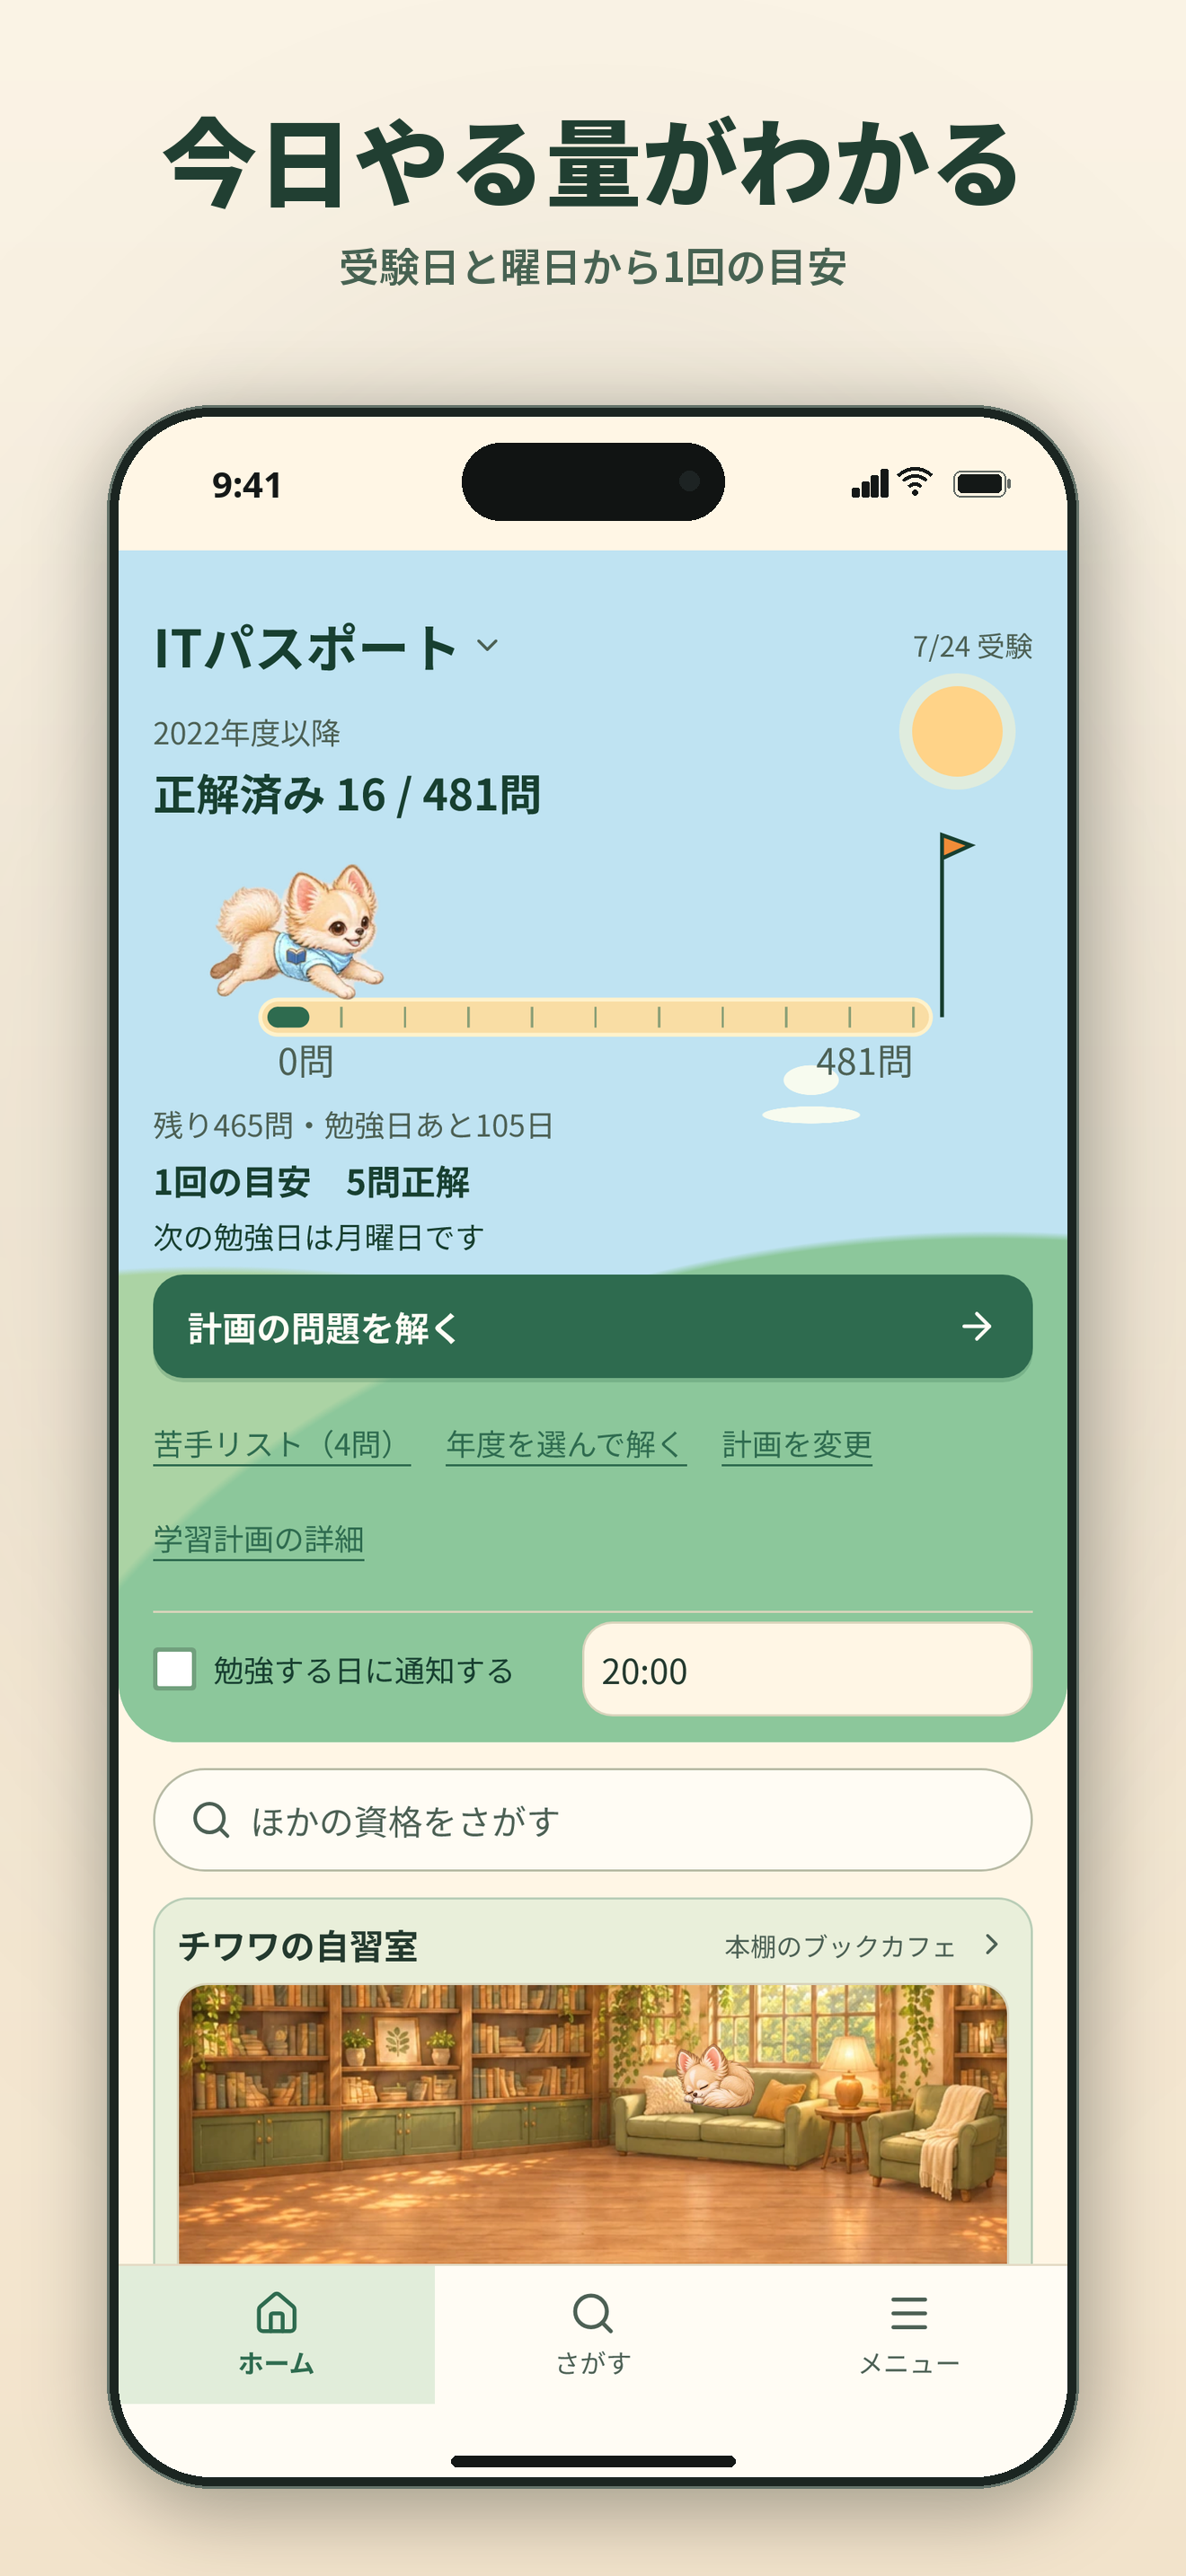 今日やる量がわかる
受験日と曜日から1回の目安
9:41
ITパスポート
7/24 受験
2022年度以降
正解済み 16 / 481問
0問
481問
残り465問・勉強日あと105日
1回の目安　5問正解
次の勉強日は月曜日です
計画の問題を解く
苦手リスト（4問） 年度を選んで解く 計画を変更
学習計画の詳細
勉強する日に通知する
20:00
ほかの資格をさがす
チワワの自習室
本棚のブックカフェ
ホーム
さがす
メニュー